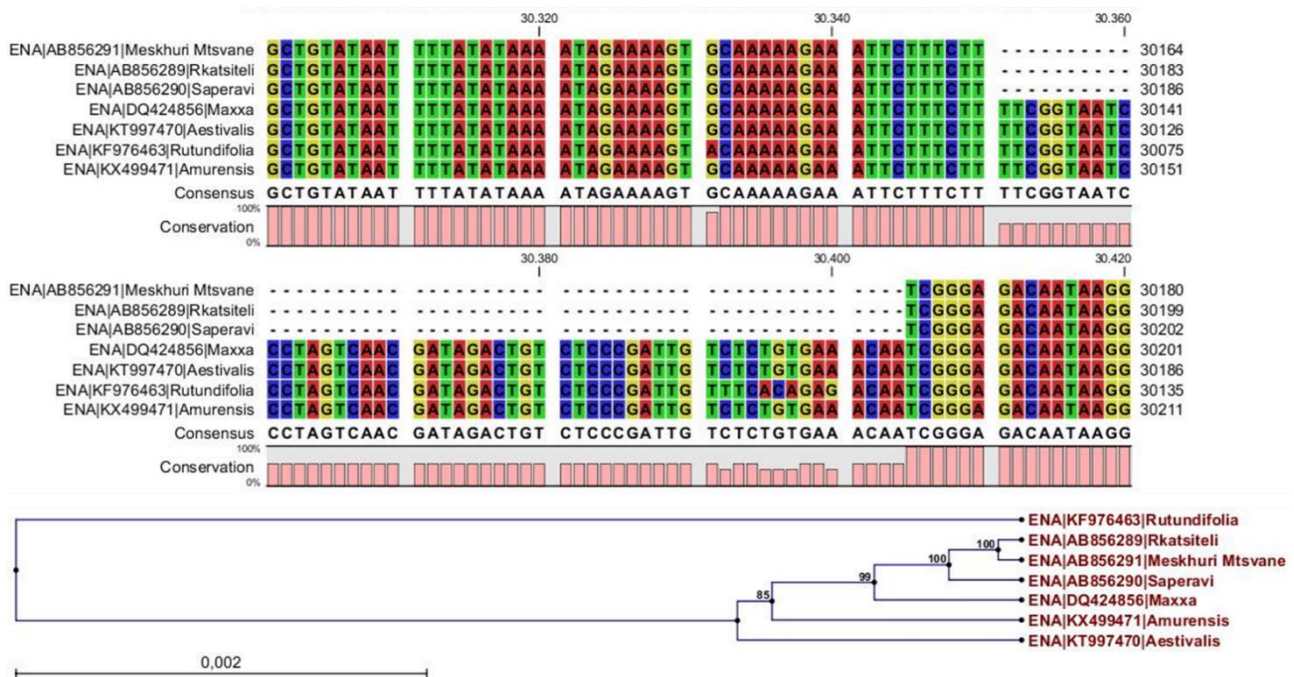 30.320 30.340 30.360
ENA|AB856291|Meskhuri Mtsvane GCTGTATAAT TTTATATAAA ATAGAAAAGT GCAAAAAGAA ATTCTTTCTT - - - - - - - - - - 30164
ENA|AB856289|Rkatsiteli GCTGTATAAT TTTATATAAA ATAGAAAAGT GCAAAAAGAA ATTCTTTCTT - - - - - - - - - - 30183
ENA|AB856290|Saperavi GCTGTATAAT TTTATATAAA ATAGAAAAGT GCAAAAAGAA ATTCTTTCTT - - - - - - - - - - 30186
ENA|DQ424856|Maxxa GCTGTATAAT TTTATATAAA ATAGAAAAGT GCAAAAAGAA ATTCTTTCTT TTCGGTAATC 30141
ENA|KT997470|Aestivalis GCTGTATAAT TTTATATAAA ATAGAAAAGT GCAAAAAGAA ATTCTTTCTT TTCGGTAATC 30126
ENA|KF976463|Rutundifolia GCTGTATAAT TTTATATAAA ATAGAAAAGT ACAAAAAGAA ATTCTTTCTT TTCGGTAATC 30075
ENA|KX499471|Amurensis GCTGTATAAT TTTATATAAA ATAGAAAAGT GCAAAAAGAA ATTCTTTCTT TTCGGTAATC 30151
Consensus GCTGTATAAT TTTATATAAA ATAGAAAAGT GCAAAAAGAA ATTCTTTCTT TTCGGTAATC
100%
Conservation
0%
30.380 30.400 30.420
ENA|AB856291|Meskhuri Mtsvane - - - - - - - - - - - - - - - - - - - - - - - - - - - - - - - - - - - - - - - - - - - - TCGGGA GACAATAAGG 30180
ENA|AB856289|Rkatsiteli - - - - - - - - - - - - - - - - - - - - - - - - - - - - - - - - - - - - - - - - - - - - TCGGGA GACAATAAGG 30199
ENA|AB856290|Saperavi - - - - - - - - - - - - - - - - - - - - - - - - - - - - - - - - - - - - - - - - - - - - TCGGGA GACAATAAGG 30202
ENA|DQ424856|Maxxa CCTAGTCAAC GATAGACTGT CTCCCGATTG TCTCTGTGAA ACAATCGGGA GACAATAAGG 30201
ENA|KT997470|Aestivalis CCTAGTCAAC GATAGACTGT CTCCCGATTG TCTCTGTGAA ACAATCGGGA GACAATAAGG 30186
ENA|KF976463|Rutundifolia CCTAGTCAAC GATAGACTGT CTCCCGATTG TTTCACAGAG ACAATCGGGA GACAATAAGG 30135
ENA|KX499471|Amurensis CCTAGTCAAC GATAGACTGT CTCCCGATTG TCTCTGTGAA ACAATCGGGA GACAATAAGG 30211
Consensus CCTAGTCAAC GATAGACTGT CTCCCGATTG TCTCTGTGAA ACAATCGGGA GACAATAAGG
100%
Conservation
0%
ENA|KF976463|Rutundifolia
ENA|AB856289|Rkatsiteli
100
ENA|AB856291|Meskhuri Mtsvane
100
ENA|AB856290|Saperavi
99
ENA|DQ424856|Maxxa
85
ENA|KX499471|Amurensis
ENA|KT997470|Aestivalis
0,002